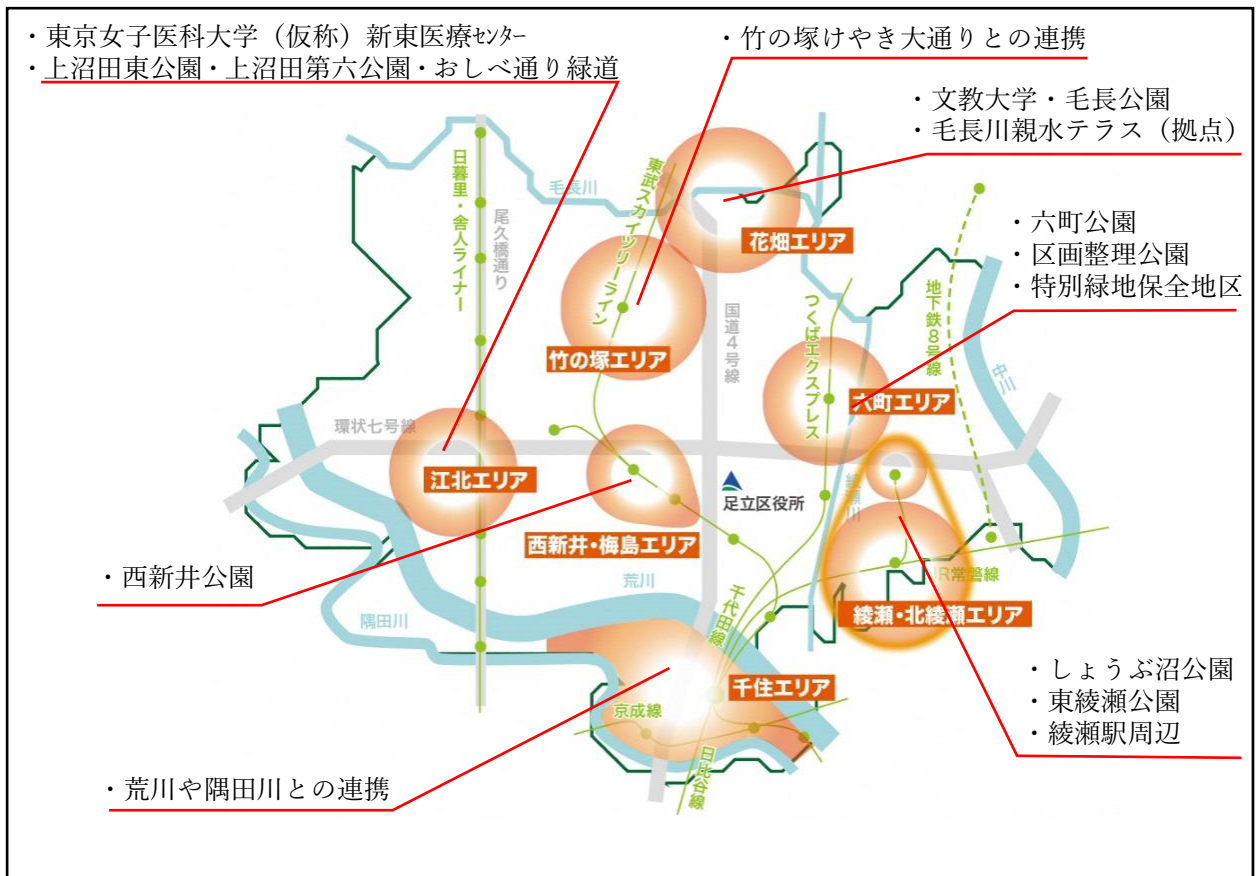 ・東京女子医科大学（仮称）新東医療ｾﾝﾀｰ
・上沼田東公園・上沼田第六公園・おしべ通り緑道
・竹の塚けやき大通りとの連携
・文教大学・毛長公園
・毛長川親水テラス（拠点）
・六町公園
・区画整理公園
・特別緑地保全地区
日暮里・舎人ライナー
尾久橋通り
毛長川
東武スカイツリーライン
花畑エリア
国道4号線
つくばエクスプレス
地下鉄8号線
中川
竹の塚エリア
六町エリア
環状七号線
江北エリア
足立区役所
綾瀬川
西新井・梅島エリア
・西新井公園
荒川
JR常磐線
隅田川
千代田線
綾瀬・北綾瀬エリア
千住エリア
京成線
日比谷線
・しょうぶ沼公園
・東綾瀬公園
・綾瀬駅周辺
・荒川や隅田川との連携